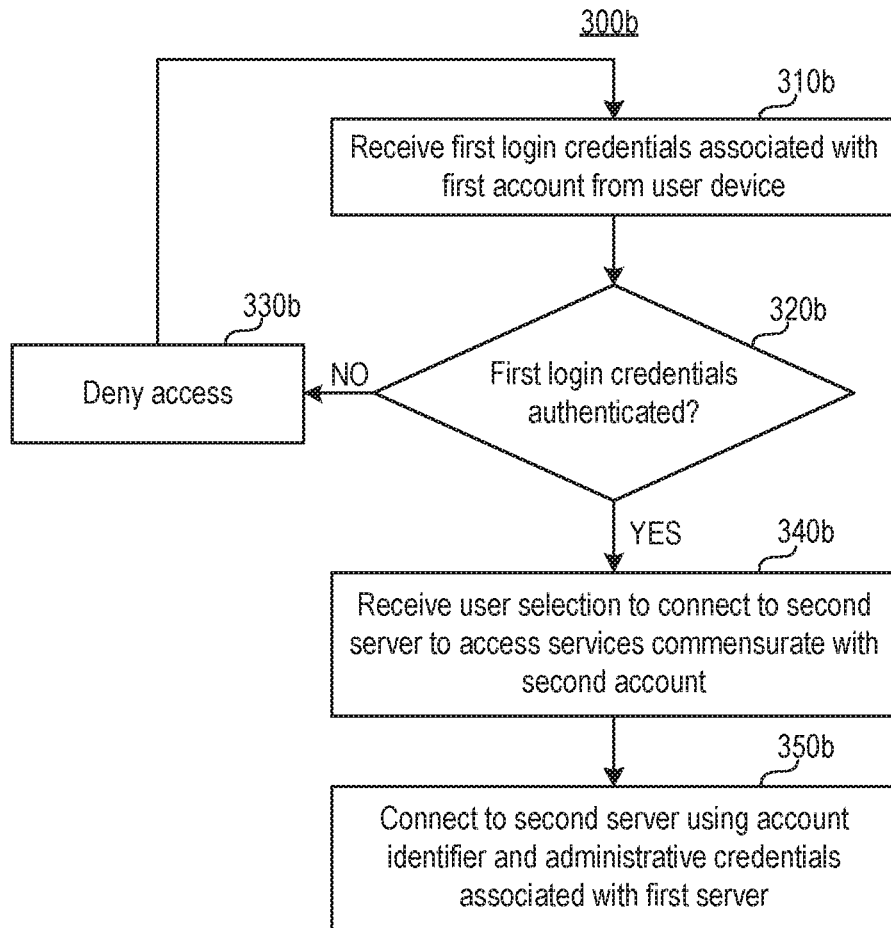 300b
310b
Receive first login credentials associated with
first account from user device
320b
First login credentials
authenticated?
330b
NO
Deny access
YES
340b
Receive user selection to connect to second
server to access services commensurate with
second account
350b
Connect to second server using account
identifier and administrative credentials
associated with first server